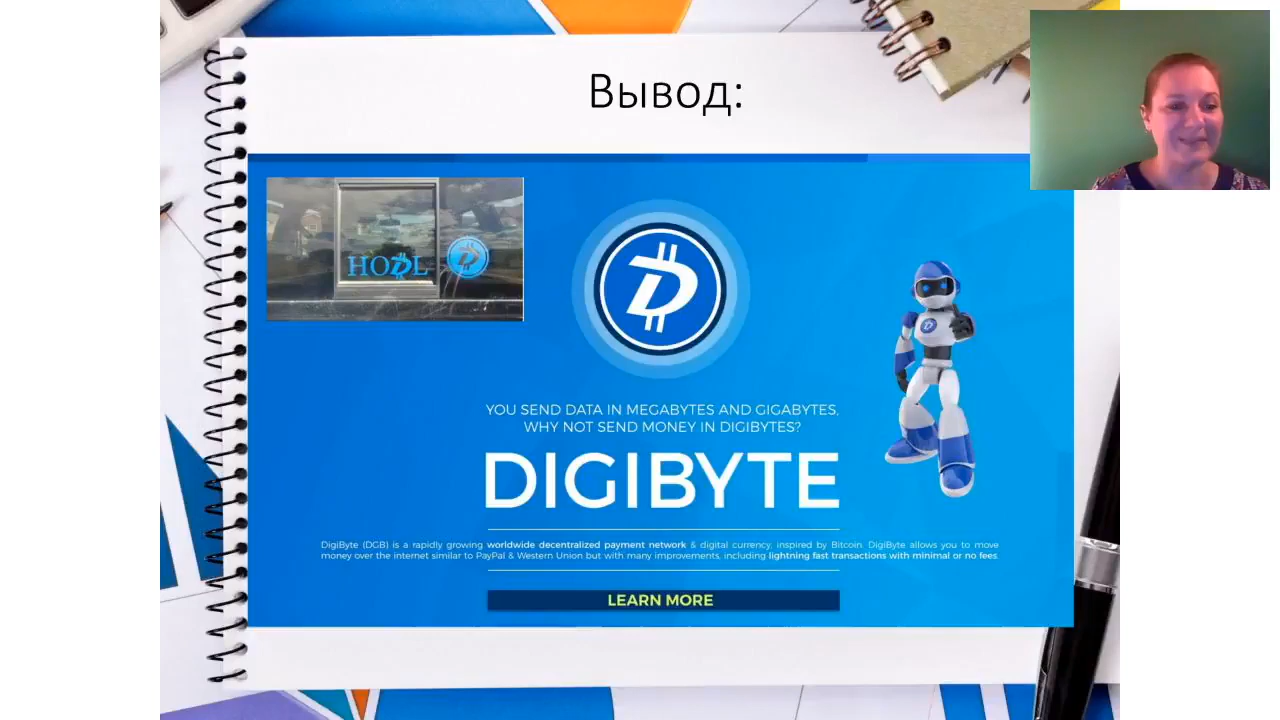 Вывод:
HODL
YOU SEND DATA IN MEGABYTES AND GIGABYTES,
WHY NOT SEND MONEY IN DIGIBYTES?
DIGIBYTE
DigiByte (DGB) is a rapidly growing worldwide decentralized payment network & digital currency, inspired by Bitcoin. DigiByte allows you to move
money over the internet similar to PayPal & Western Union but with many improvements, including lightning fast transactions with minimal or no fees.
LEARN MORE